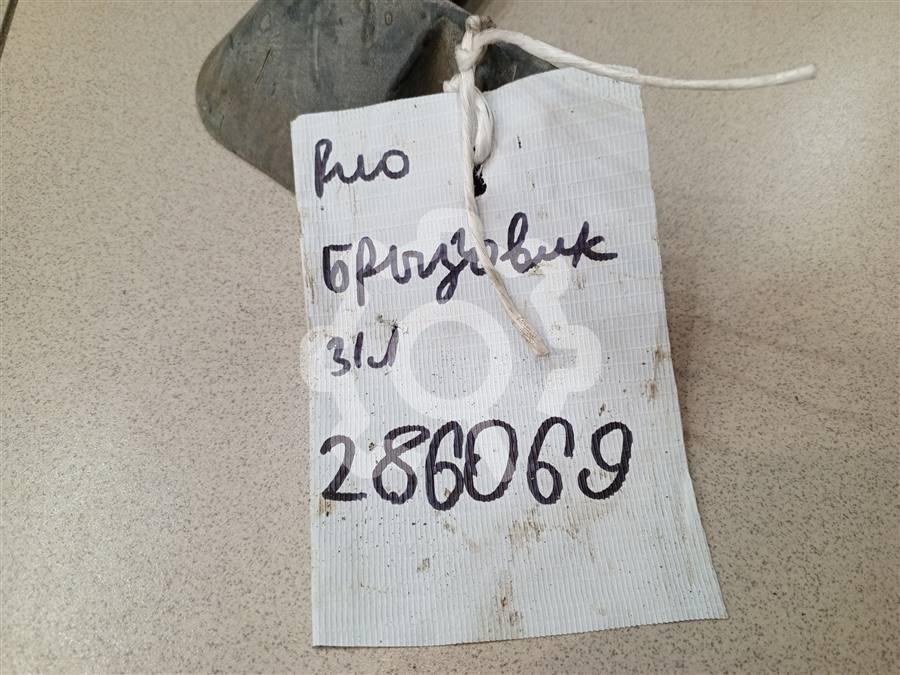 Рио
Брызговик
з/л
286069